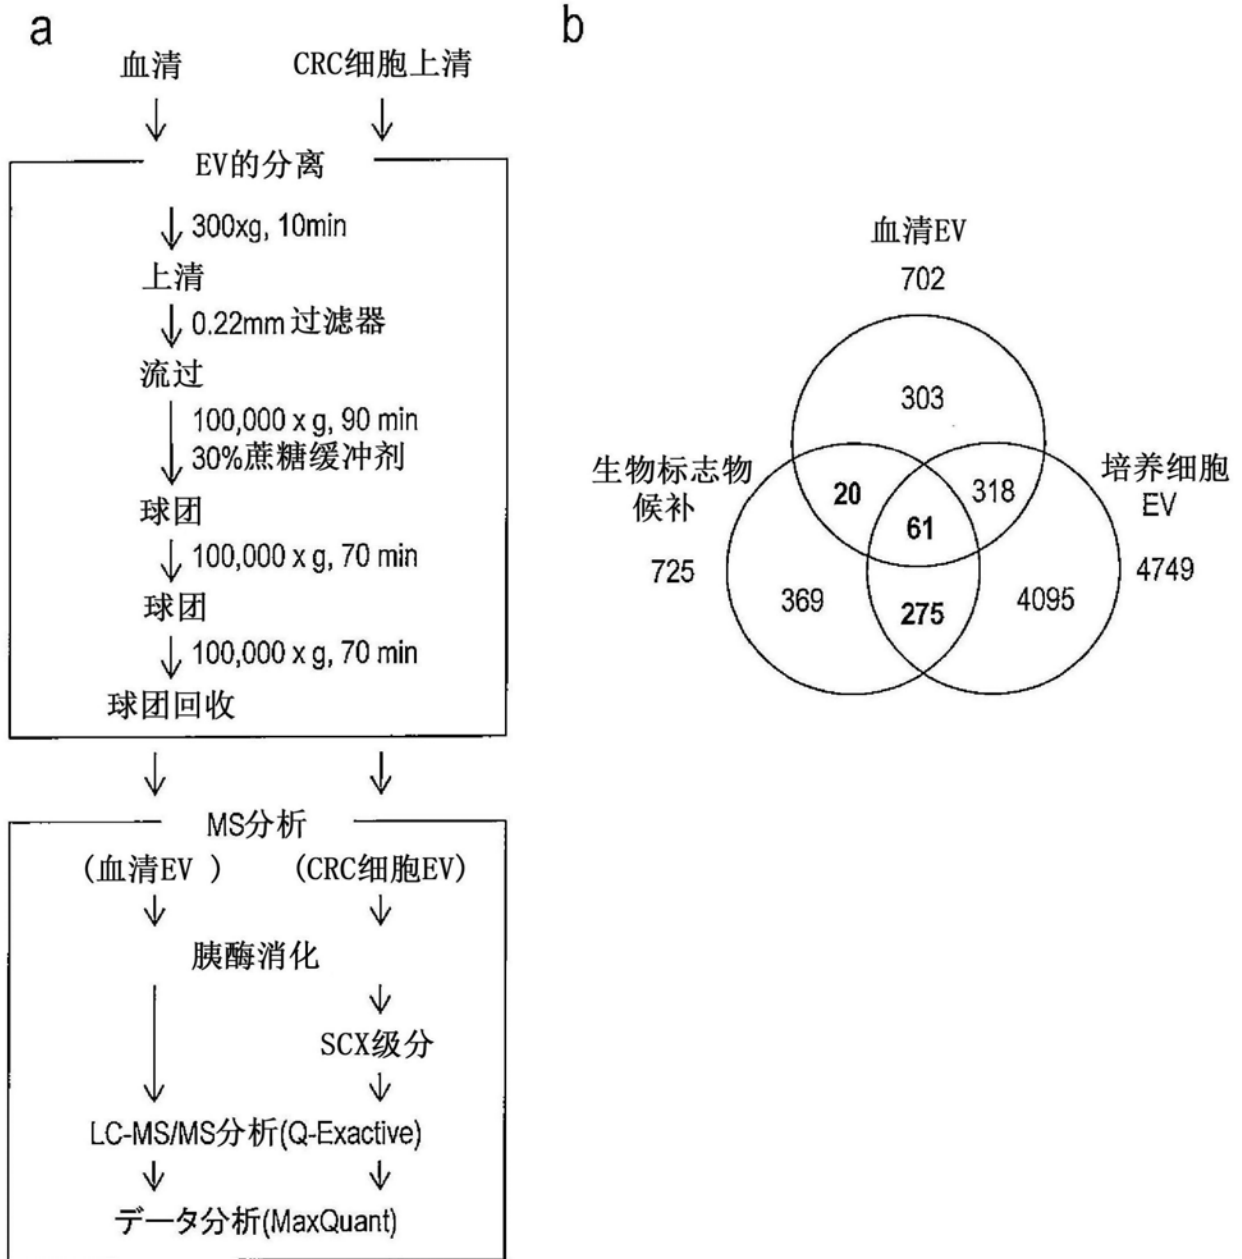 a
血清
CRC细胞上清
EV的分离
300xg, 10min
上清
0.22mm 过滤器
流过
100,000 x g, 90 min
30%蔗糖缓冲剂
球团
100,000 x g, 70 min
球团
100,000 x g, 70 min
球团回收
MS分析
(血清EV )
(CRC细胞EV)
胰酶消化
SCX级分
LC-MS/MS分析(Q-Exactive)
データ分析(MaxQuant)
b
血清EV
702
303
生物标志物
候补
725
20
318
61
培养细胞
EV
4749
369
275
4095